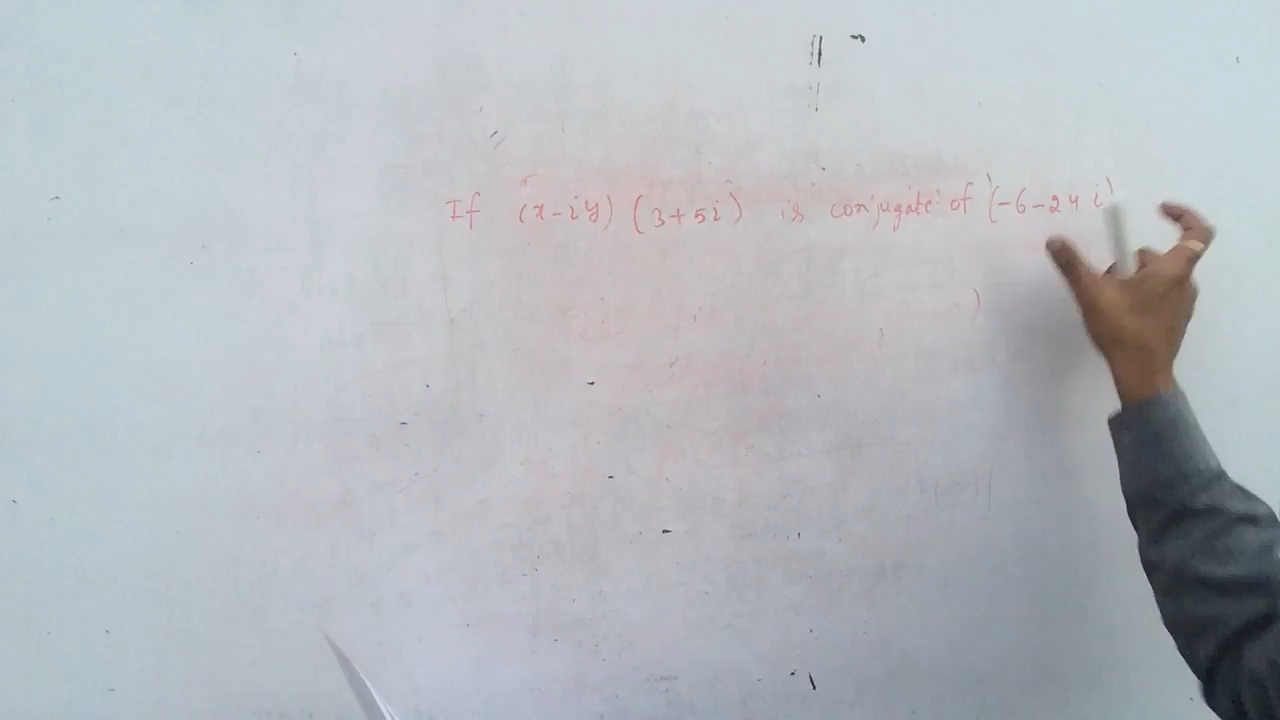 If (x-iy) (3+5i) is conjugate of (-6-24i)
)